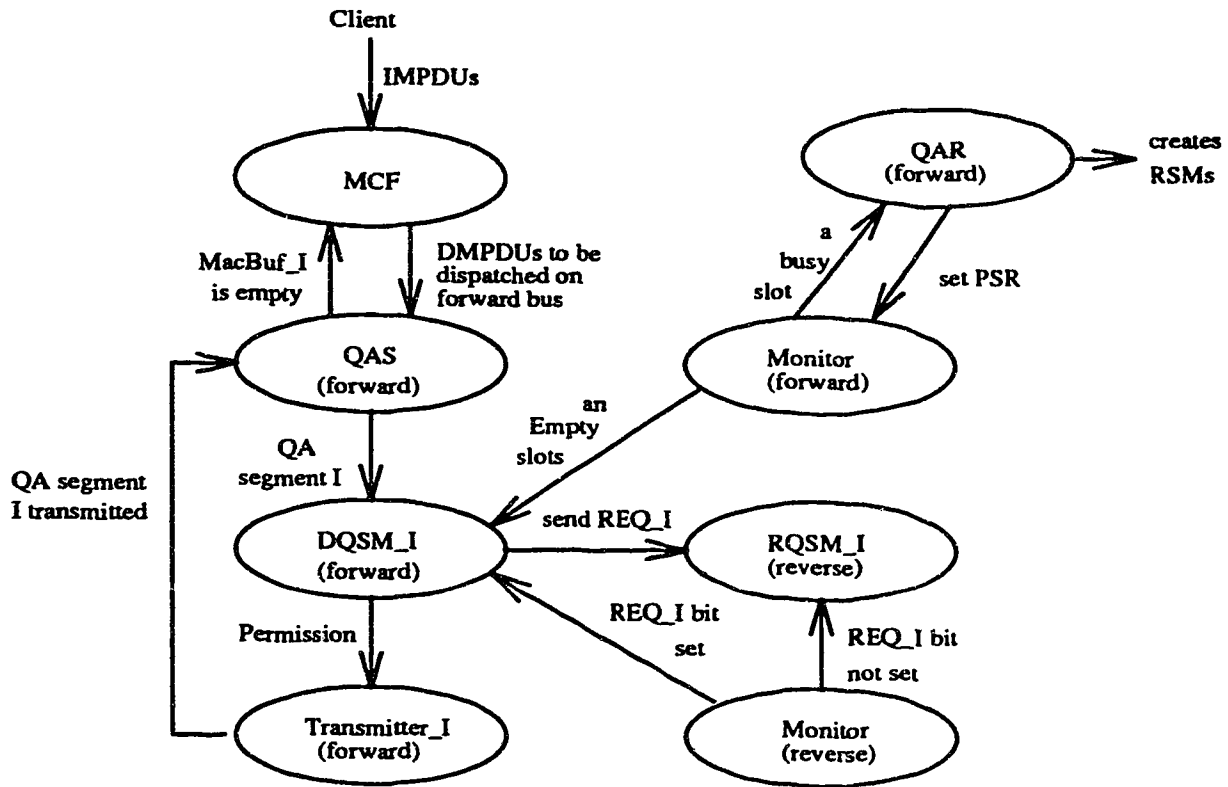 Client
IMPDUs
MCF
QAR
(forward)
creates
RSMs
MacBuf_I
is empty
DMPDUs to be
dispatched on
forward bus
a
busy
slot
set PSR
QAS
(forward)
Monitor
(forward)
an
Empty
slots
QA
segment I
QA segment
I transmitted
send REQ_I
DQSM_I
(forward)
RQSM_I
(reverse)
Permission
REQ_I bit
set
REQ_I bit
not set
Transmitter_I
(forward)
Monitor
(reverse)